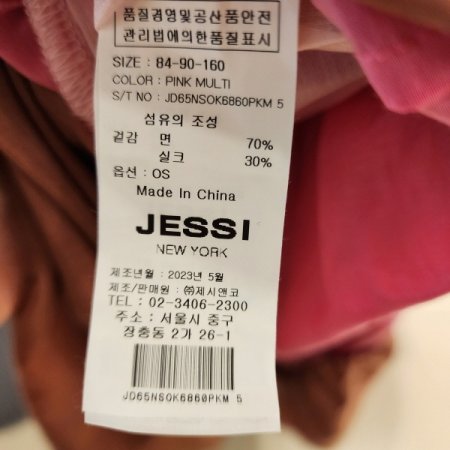 품질경영및공산품안전
관리법에의한품질표시
SIZE : 84-90-160
COLOR : PINK MULTI
S/T NO : JD65NSOK6860PKM 5
섬유의 조성
겉감 면 70%
실크 30%
옵션 : OS
Made In China
JESSI
NEW YORK
제조년월 : 2023년 5월
제조/판매원 : ㈜제시앤코
TEL : 02-3406-2300
주소 : 서울시 중구
장충동 2가 26-1
JD65NSOK6860PKM 5